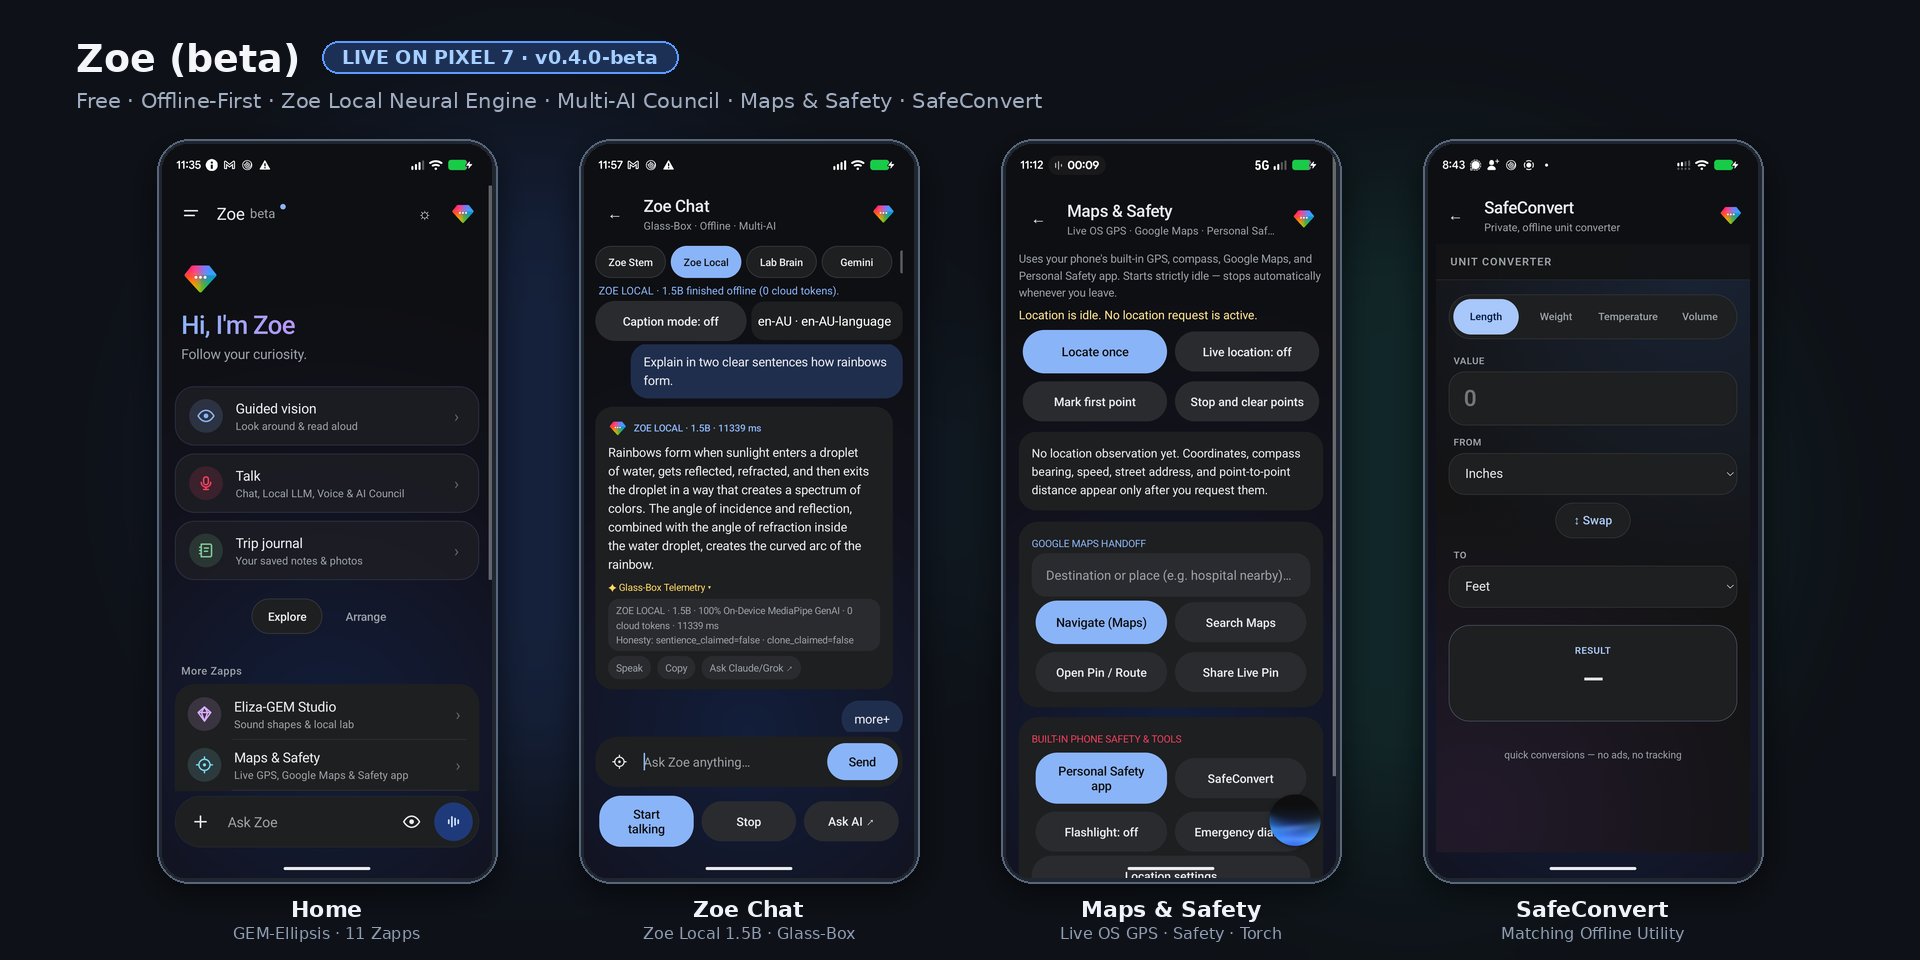 Zoe (beta)
LIVE ON PIXEL 7 · v0.4.0-beta
Free · Offline-First · Zoe Local Neural Engine · Multi-AI Council · Maps & Safety · SafeConvert
11:35
Zoe beta
Hi, I'm Zoe
Follow your curiosity.
Guided vision
Look around & read aloud
Talk
Chat, Local LLM, Voice & AI Council
Trip journal
Your saved notes & photos
Explore
Arrange
More Zapps
Eliza-GEM Studio
Sound shapes & local lab
Maps & Safety
Live GPS, Google Maps & Safety app
Ask Zoe
Home
GEM-Ellipsis · 11 Zapps
11:57
Zoe Chat
Glass-Box · Offline · Multi-AI
Zoe Stem
Zoe Local
Lab Brain
Gemini
ZOE LOCAL · 1.5B finished offline (0 cloud tokens).
Caption mode: off
en-AU · en-AU-language
Explain in two clear sentences how rainbows
form.
ZOE LOCAL · 1.5B · 11339 ms
Rainbows form when sunlight enters a droplet
of water, gets reflected, refracted, and then exits
the droplet in a way that creates a spectrum of
colors. The angle of incidence and reflection,
combined with the angle of refraction inside
the water droplet, creates the curved arc of the
rainbow.
Glass-Box Telemetry
ZOE LOCAL · 1.5B · 100% On-Device MediaPipe GenAI · 0
cloud tokens · 11339 ms
Honesty: sentience_claimed=false · clone_claimed=false
Speak
Copy
Ask Claude/Grok ↗
more+
Ask Zoe anything...
Send
Start
talking
Stop
Ask AI ↗
Zoe Chat
Zoe Local 1.5B · Glass-Box
11:12
00:09
5G
Maps & Safety
Live OS GPS · Google Maps · Personal Saf...
Uses your phone's built-in GPS, compass, Google Maps, and
Personal Safety app. Starts strictly idle — stops automatically
whenever you leave.
Location is idle. No location request is active.
Locate once
Live location: off
Mark first point
Stop and clear points
No location observation yet. Coordinates, compass
bearing, speed, street address, and point-to-point
distance appear only after you request them.
GOOGLE MAPS HANDOFF
Destination or place (e.g. hospital nearby)...
Navigate (Maps)
Search Maps
Open Pin / Route
Share Live Pin
BUILT-IN PHONE SAFETY & TOOLS
Personal Safety
app
SafeConvert
Flashlight: off
Emergency dia
Location settings
Maps & Safety
Live OS GPS · Safety · Torch
8:43
SafeConvert
Private, offline unit converter
UNIT CONVERTER
Length
Weight
Temperature
Volume
VALUE
0
FROM
Inches
↕ Swap
TO
Feet
RESULT
—
quick conversions — no ads, no tracking
SafeConvert
Matching Offline Utility